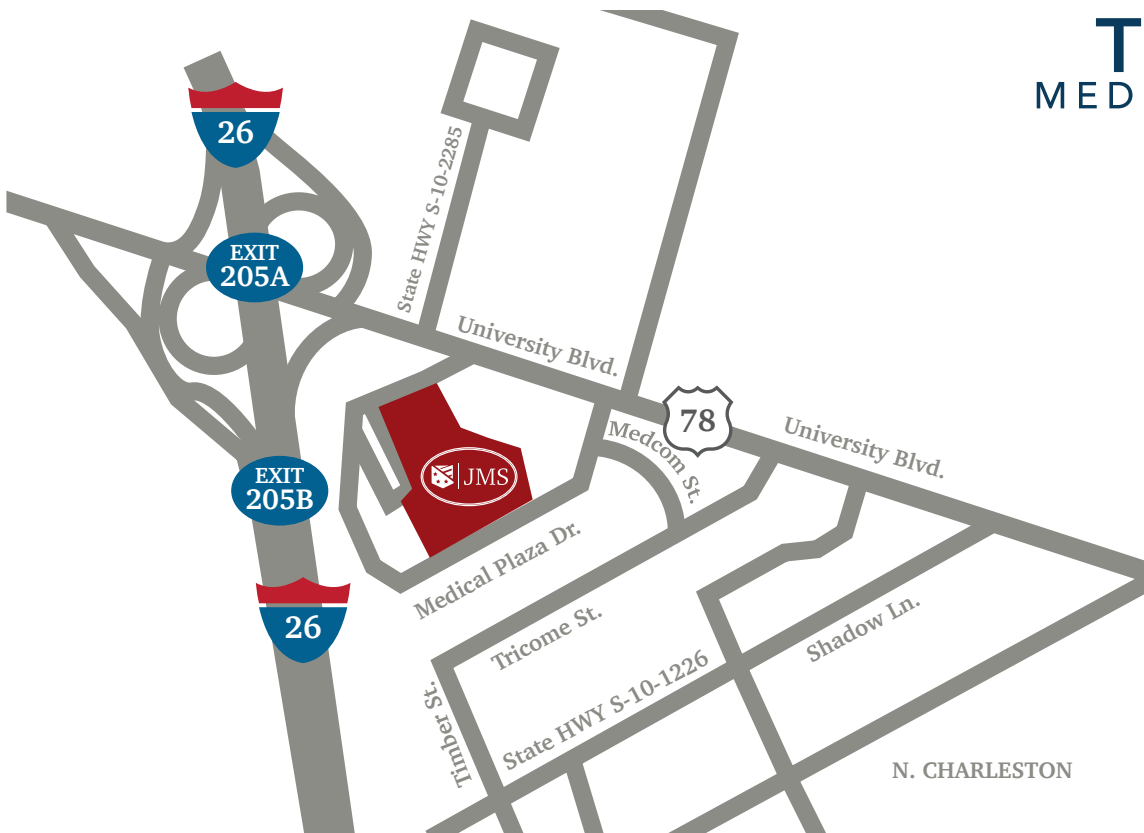 T
MED
26
State HWY S-10-2285
EXIT
205A
University Blvd.
78
University Blvd.
Medcom St.
JMS
EXIT
205B
Medical Plaza Dr.
26
Tricome St.
Shadow Ln.
Timber St.
State HWY S-10-1226
N. CHARLESTON